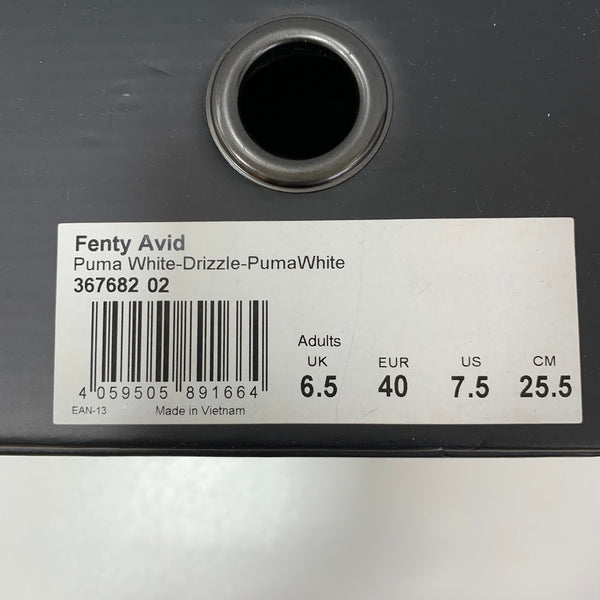 Fenty Avid
Puma White-Drizzle-PumaWhite
367682 02
Adults
UK EUR US CM
6.5 40 7.5 25.5
4 059505 891664
EAN-13 Made in Vietnam